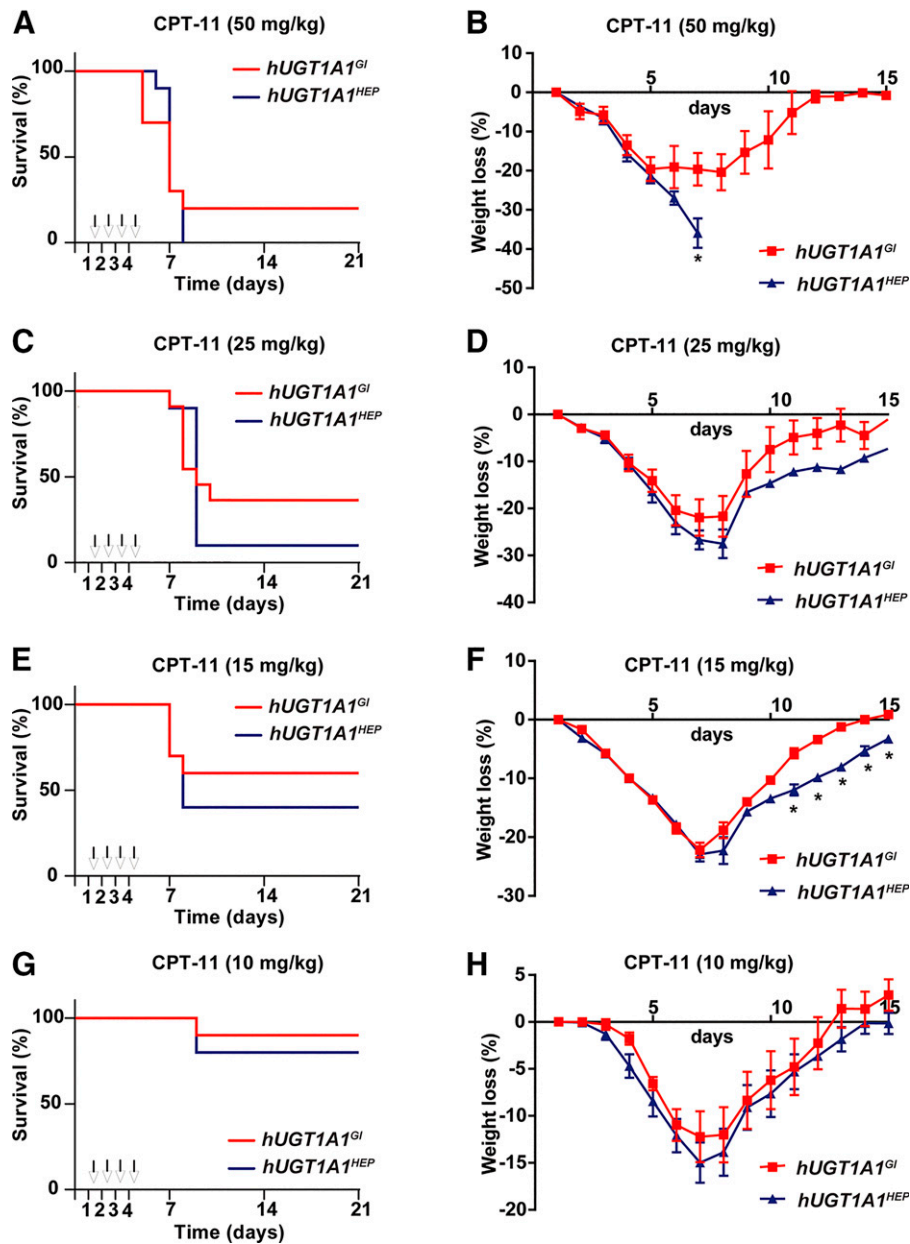 A
CPT-11 (50 mg/kg)
Survival (%)
100
50
0
hUGT1A1GI
hUGT1A1HEP
1 2 3 4 7 14 21
Time (days)
B
CPT-11 (50 mg/kg)
Weight loss (%)
10
0
-10
-20
-30
-40
-50
5 10 15
days
hUGT1A1GI
hUGT1A1HEP
*
C
CPT-11 (25 mg/kg)
Survival (%)
100
50
0
hUGT1A1GI
hUGT1A1HEP
1 2 3 4 7 14 21
Time (days)
D
CPT-11 (25 mg/kg)
Weight loss (%)
10
0
-10
-20
-30
-40
5 10 15
days
hUGT1A1GI
hUGT1A1HEP
E
CPT-11 (15 mg/kg)
Survival (%)
100
50
0
hUGT1A1GI
hUGT1A1HEP
1 2 3 4 7 14 21
Time (days)
F
CPT-11 (15 mg/kg)
Weight loss (%)
10
0
-10
-20
-30
5 10 15
days
* * * * *
hUGT1A1GI
hUGT1A1HEP
G
CPT-11 (10 mg/kg)
Survival (%)
100
50
0
hUGT1A1GI
hUGT1A1HEP
1 2 3 4 7 14 21
Time (days)
H
CPT-11 (10 mg/kg)
Weight loss (%)
5
0
-5
-10
-15
-20
5 10 15
days
hUGT1A1GI
hUGT1A1HEP